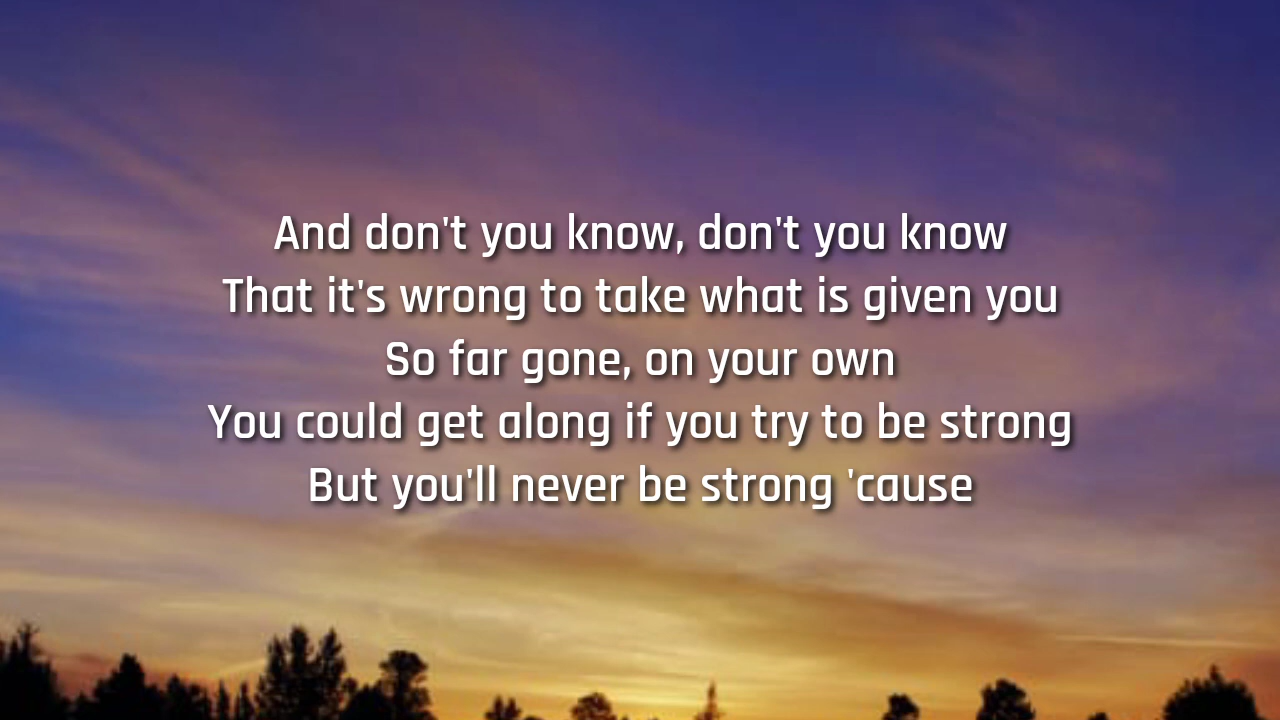 And don't you know, don't you know
That it's wrong to take what is given you
So far gone, on your own
You could get along if you try to be strong
But you'll never be strong 'cause